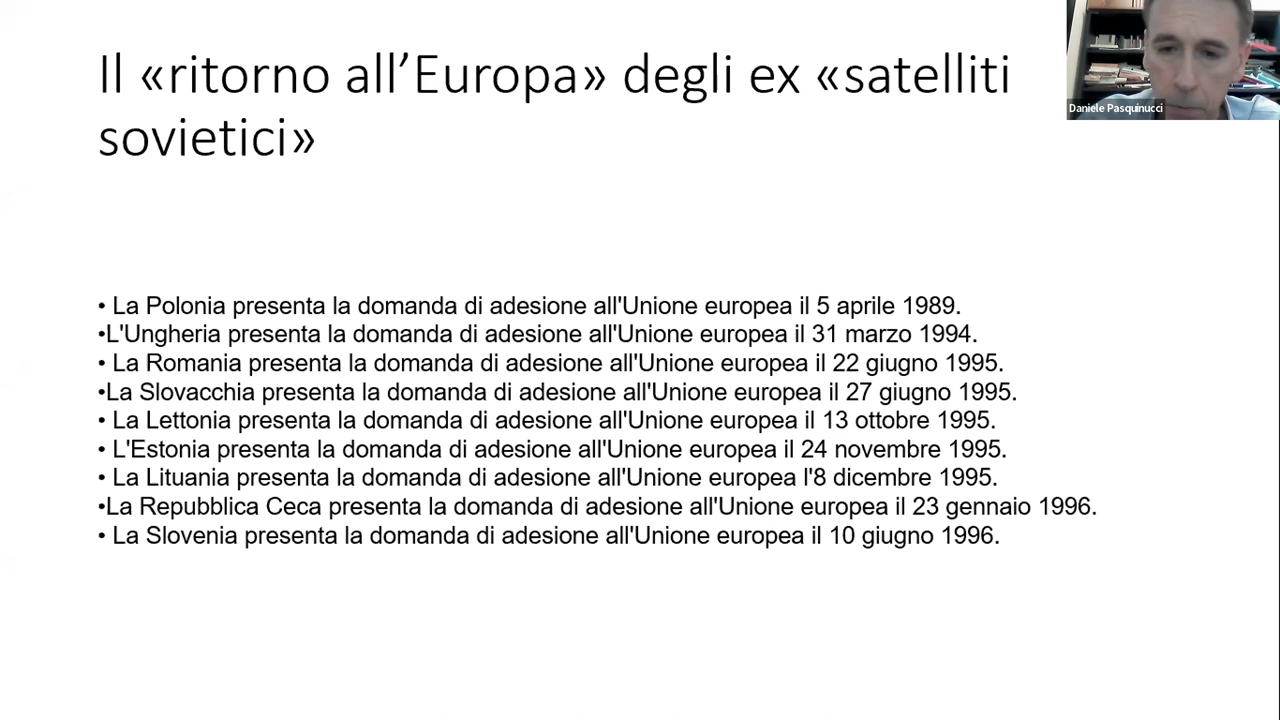 Il «ritorno all’Europa» degli ex «satelliti
sovietici»
Daniele Pasquinucci
• La Polonia presenta la domanda di adesione all'Unione europea il 5 aprile 1989.
•L'Ungheria presenta la domanda di adesione all'Unione europea il 31 marzo 1994.
• La Romania presenta la domanda di adesione all'Unione europea il 22 giugno 1995.
•La Slovacchia presenta la domanda di adesione all'Unione europea il 27 giugno 1995.
• La Lettonia presenta la domanda di adesione all'Unione europea il 13 ottobre 1995.
• L'Estonia presenta la domanda di adesione all'Unione europea il 24 novembre 1995.
• La Lituania presenta la domanda di adesione all'Unione europea l'8 dicembre 1995.
•La Repubblica Ceca presenta la domanda di adesione all'Unione europea il 23 gennaio 1996.
• La Slovenia presenta la domanda di adesione all'Unione europea il 10 giugno 1996.